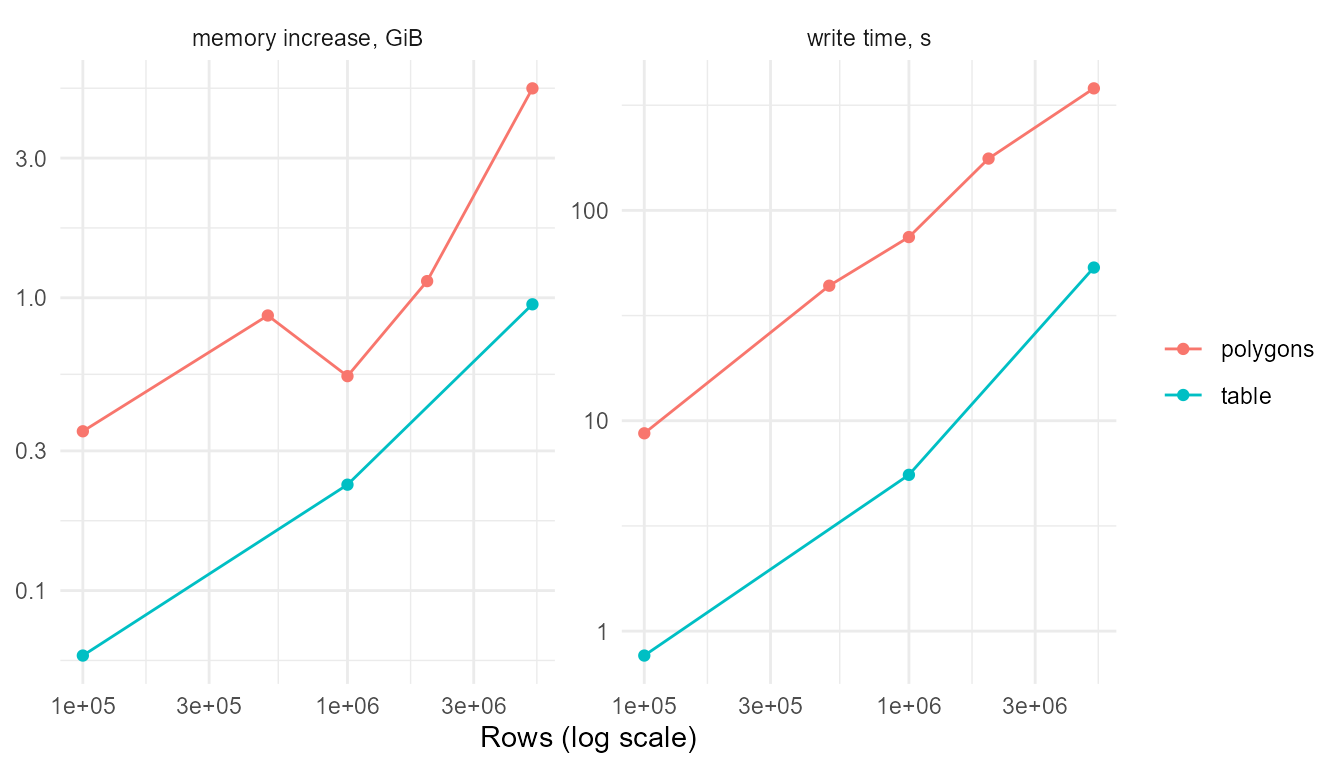 memory increase, GiB
write time, s
3.0
1.0
0.3
0.1
100
10
1
1e+05 3e+05 1e+06 3e+06
1e+05 3e+05 1e+06 3e+06
Rows (log scale)
polygons
table